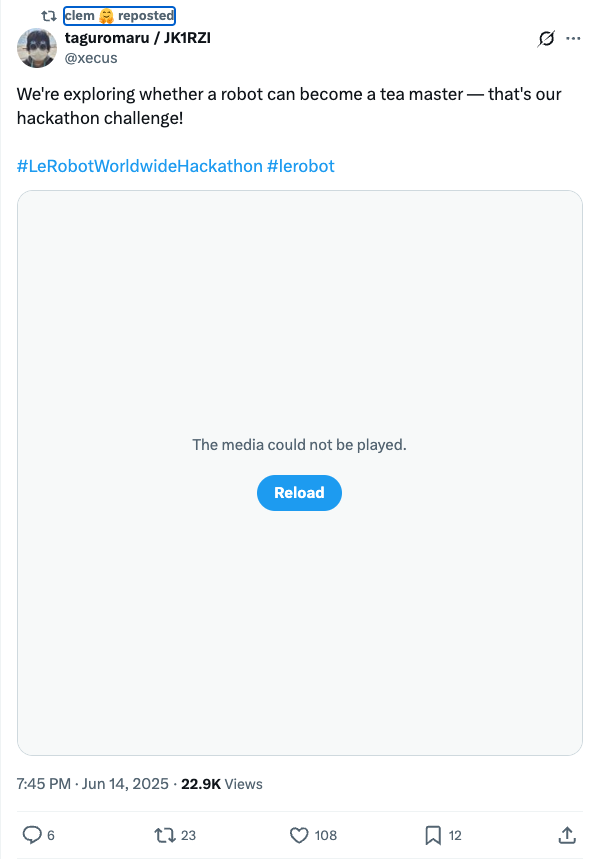 clem 🤗 reposted
taguromaru / JK1RZI
@xecus
We're exploring whether a robot can become a tea master — that's our
hackathon challenge!
#LeRobotWorldwideHackathon #lerobot
The media could not be played.
Reload
7:45 PM · Jun 14, 2025 · 22.9K Views
6 23 108 12